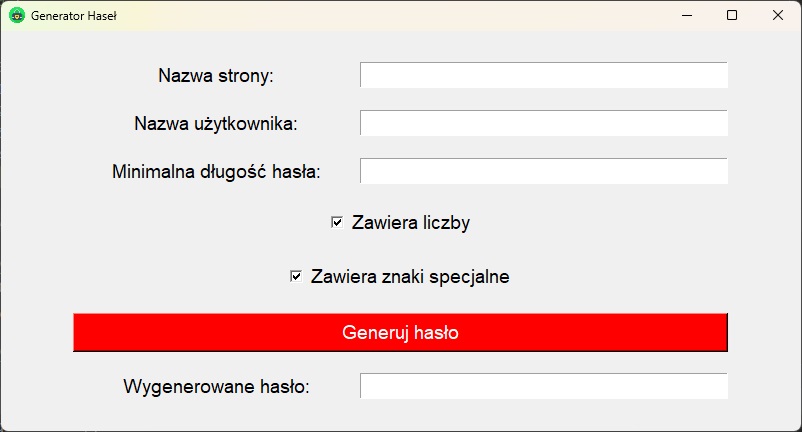 Generator Haseł
Nazwa strony:
Nazwa użytkownika:
Minimalna długość hasła:
Zawiera liczby
Zawiera znaki specjalne
Generuj hasło
Wygenerowane hasło: